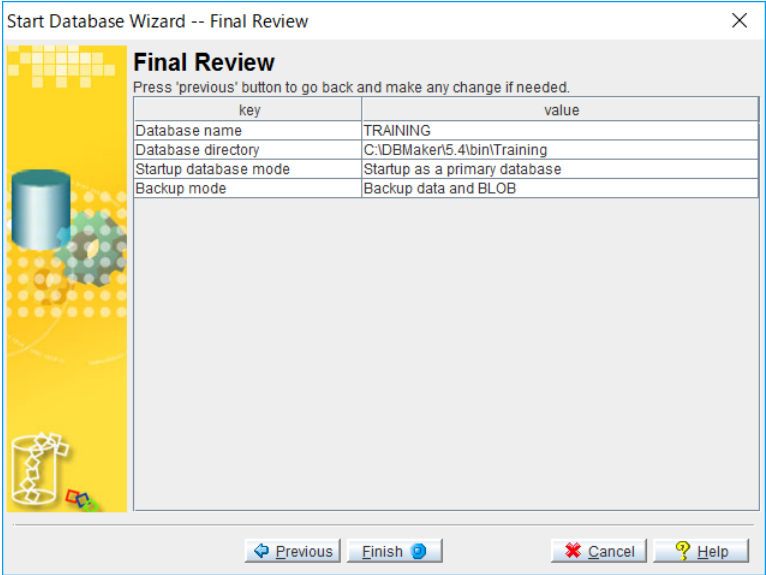 Start Database Wizard -- Final Review
Final Review
Press 'previous' button to go back and make any change if needed.
key value
Database name TRAINING
Database directory C:\DBMaker\5.4\bin\Training
Startup database mode Startup as a primary database
Backup mode Backup data and BLOB
Previous Finish Cancel Help